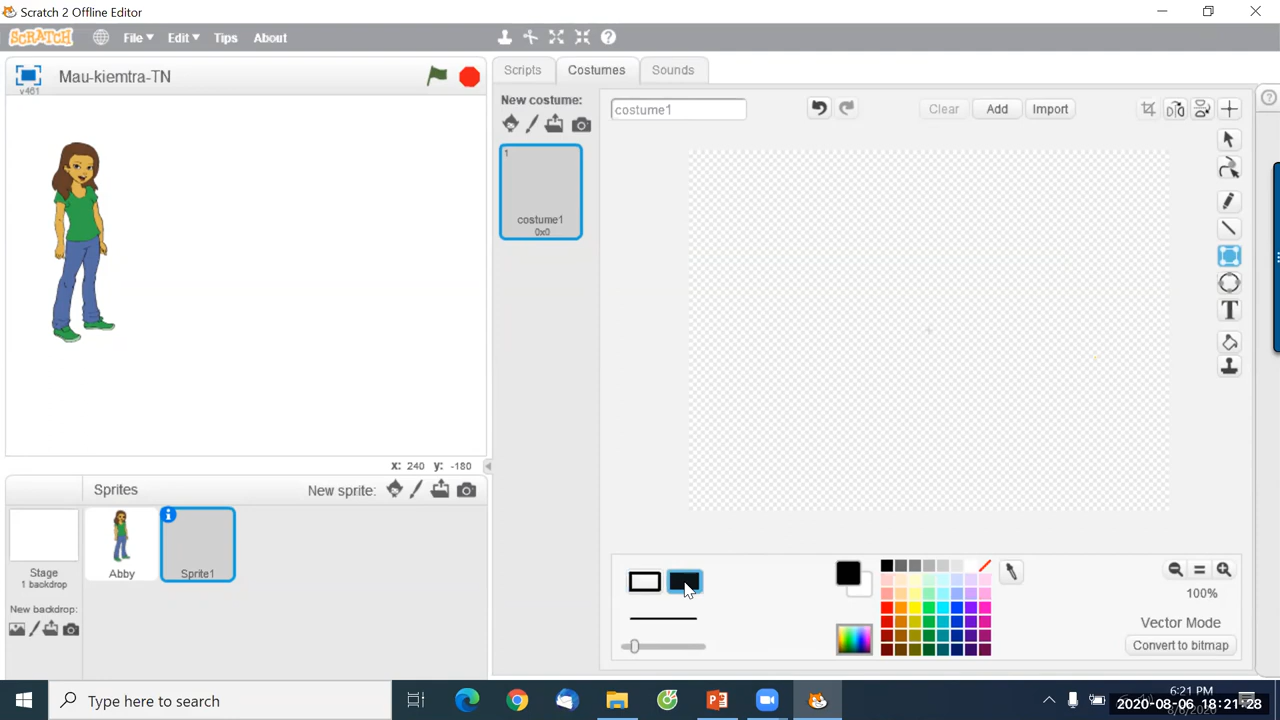 Scratch 2 Offline Editor
SCRATCH File Edit Tips About
v461 Mau-kiemtra-TN
Scripts Costumes Sounds
New costume:
1
costume1
0x0
costume1 Clear Add Import
x: 240 y: -180
Sprites New sprite:
Stage
1 backdrop
New backdrop:
Abby
Sprite1
100%
Vector Mode
Convert to bitmap
Type here to search
6:21 PM
2020-08-06 18:21:28